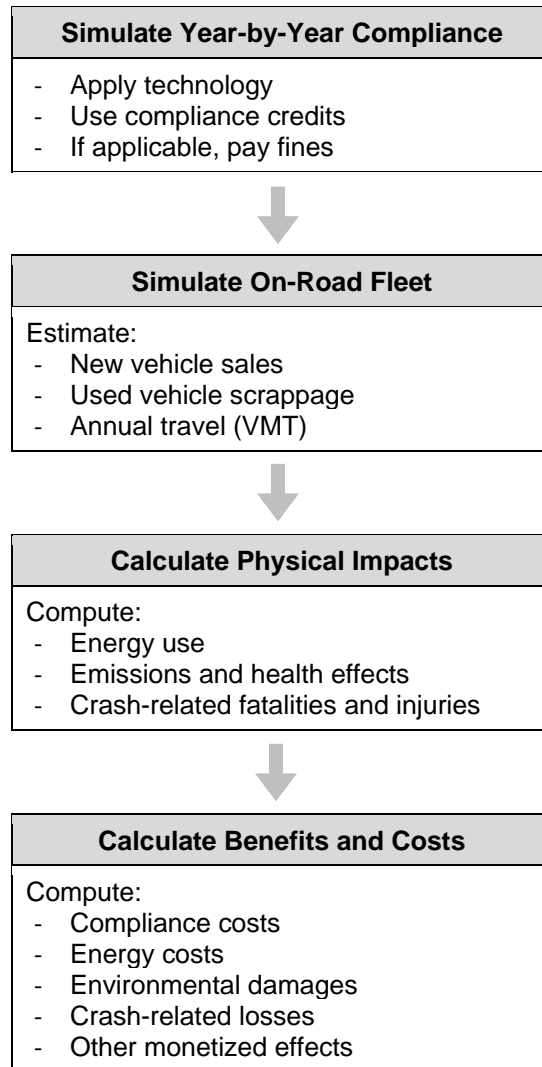 Simulate Year-by-Year Compliance
- Apply technology
- Use compliance credits
- If applicable, pay fines
Simulate On-Road Fleet
Estimate:
- New vehicle sales
- Used vehicle scrappage
- Annual travel (VMT)
Calculate Physical Impacts
Compute:
- Energy use
- Emissions and health effects
- Crash-related fatalities and injuries
Calculate Benefits and Costs
Compute:
- Compliance costs
- Energy costs
- Environmental damages
- Crash-related losses
- Other monetized effects